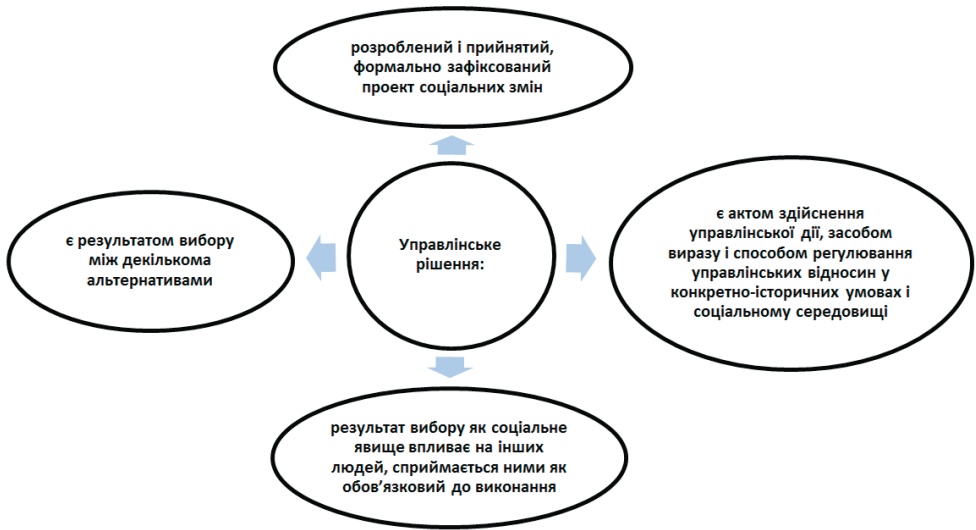 розроблений і прийнятий,
формально зафіксований
проект соціальних змін
є результатом вибору
між декількома
альтернативами
Управлінське
рішення:
є актом здійснення
управлінської дії, засобом
виразу і способом регулювання
управлінських відносин у
конкретно-історичних умовах і
соціальному середовищі
результат вибору як соціальне
явище впливає на інших
людей, сприймається ними як
обов’язковий до виконання